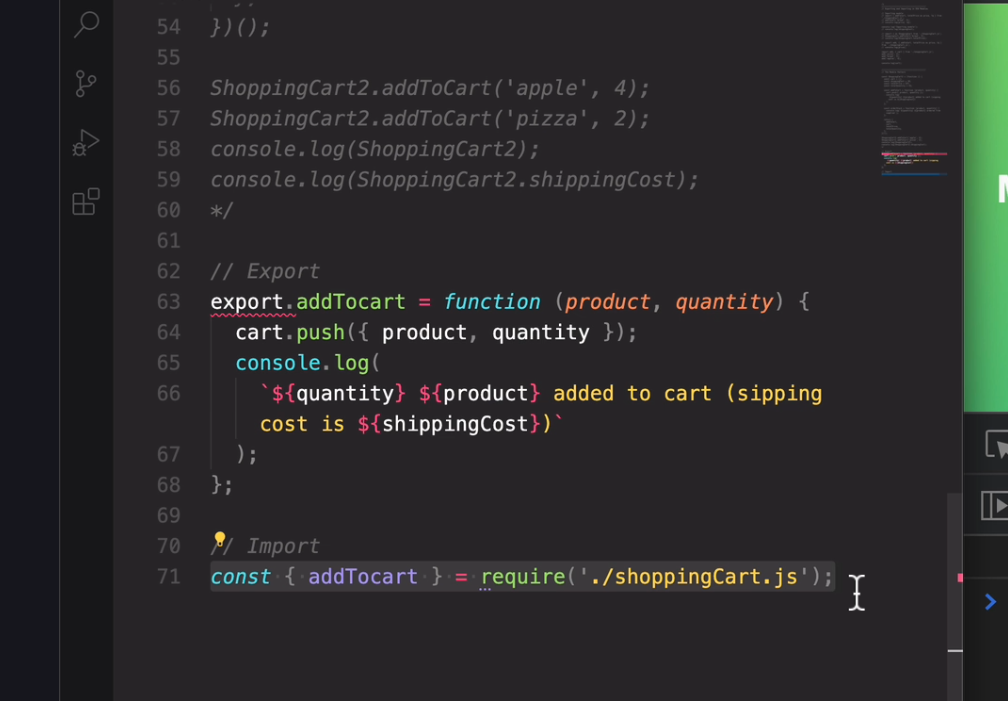 54 })();
55
56 ShoppingCart2.addToCart('apple', 4);
57 ShoppingCart2.addToCart('pizza', 2);
58 console.log(ShoppingCart2);
59 console.log(ShoppingCart2.shippingCost);
60 */
61
62 // Export
63 export.addTocart = function (product, quantity) {
64 cart.push({ product, quantity });
65 console.log(
66 `${quantity} ${product} added to cart (sipping
cost is ${shippingCost})`
67 );
68 };
69
70 // Import
71 const { addTocart } = require('./shoppingCart.js');